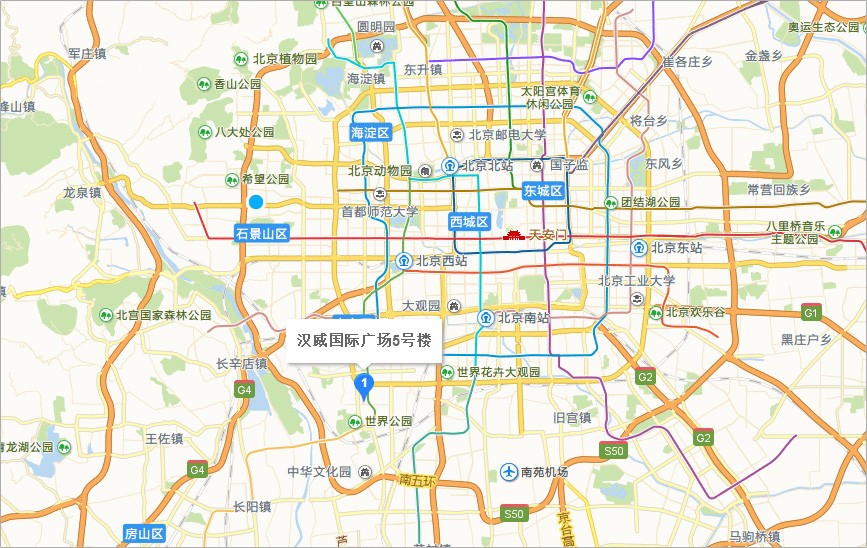 百望山森林公园
圆明园
奥运生态公园
军庄镇
北京植物园
东升镇
崔各庄乡
金盏乡
香山公园
海淀镇
太阳宫体育
休闲公园
将台乡
八大处公园
海淀区
北京邮电大学
北京动物园
北京北站
国子监
东风乡
希望公园
龙泉镇
东城区
常营回族乡
首都师范大学
团结湖公园
西城区
石景山区
天安门
八里桥音乐
主题公园
北京东站
北京西站
北京工业大学
大观园
北宫国家森林公园
北京南站
北京欢乐谷
G1
黑庄户乡
汉威国际广场5号楼
长辛店镇
世界花卉大观园
G2
G4
1
世界公园
旧宫镇
王佐镇
G2
青龙湖公园
S50
G4
中华文化园
南五环
南苑机场
长阳镇
S50
京台高
房山区
马驹桥镇